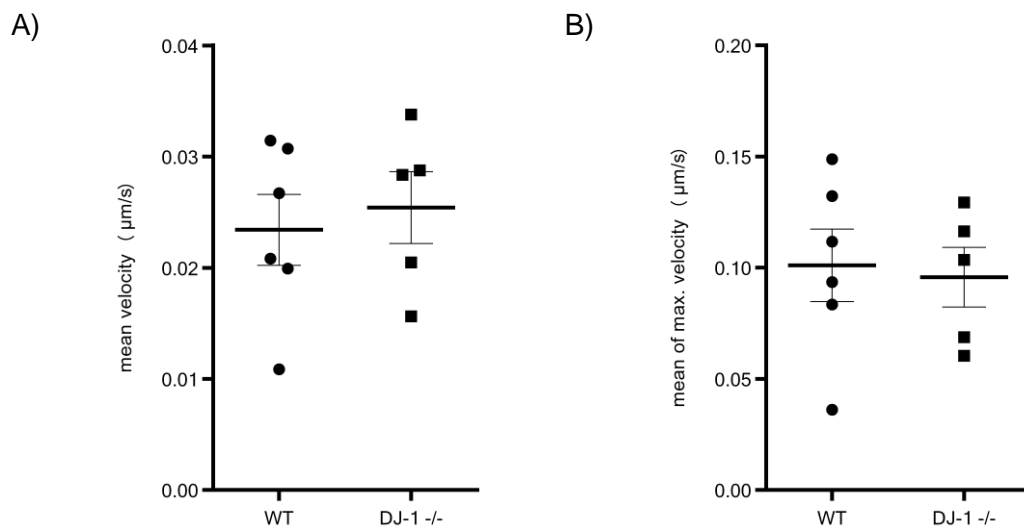 A)
mean velocity ( μm/s)
0.04
0.03
0.02
0.01
0.00
WT
DJ-1 -/-
B)
mean of max. velocity ( μm/s)
0.20
0.15
0.10
0.05
0.00
WT
DJ-1 -/-